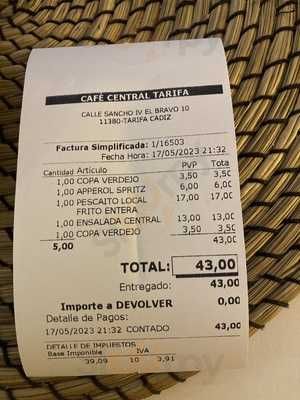 CAFÉ CENTRAL TARIFA
CALLE SANCHO IV EL BRAVO 10
11380-TARIFA CADIZ
Factura Simplificada: 1/16503
Fecha Hora: 17/05/2023 21:32
Cantidad Artículo PVP Tota
1,00 COPA VERDEJO 3,50 3,50
1,00 APPEROL SPRITZ 6,00 6,00
1,00 PESCAITO LOCAL 17,00 17,00
FRITO ENTERA
1,00 ENSALADA CENTRAL 13,00 13,00
1,00 COPA VERDEJO 3,50 3,50
5,00 43,00
TOTAL: 43,00
Entregado: 43,00
Importe a DEVOLVER 0,00
Detalle de Pagos:
17/05/2023 21:32 CONTADO 43,00
DETALLE DE IMPUESTOS
Base Imponible IVA
39,09 10 3,91